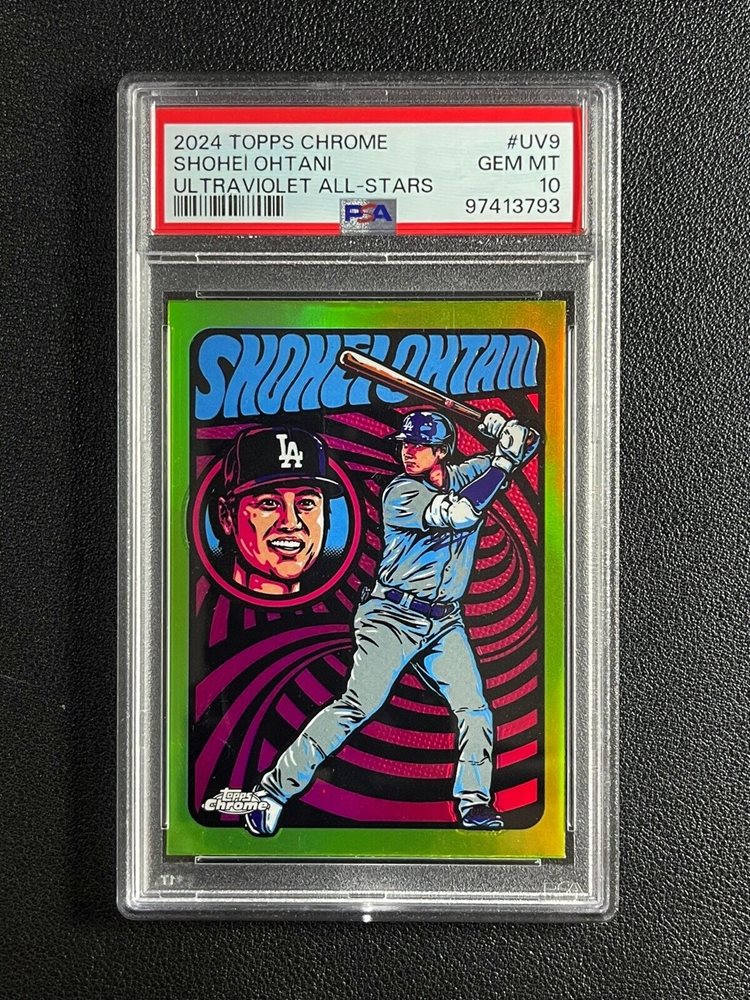 2024 TOPPS CHROME #UV9
SHOHEI OHTANI GEM MT
ULTRAVIOLET ALL-STARS 10
PSA 97413793
SHOHEI OHTANI
LA
LA
Topps
Chrome
PSA